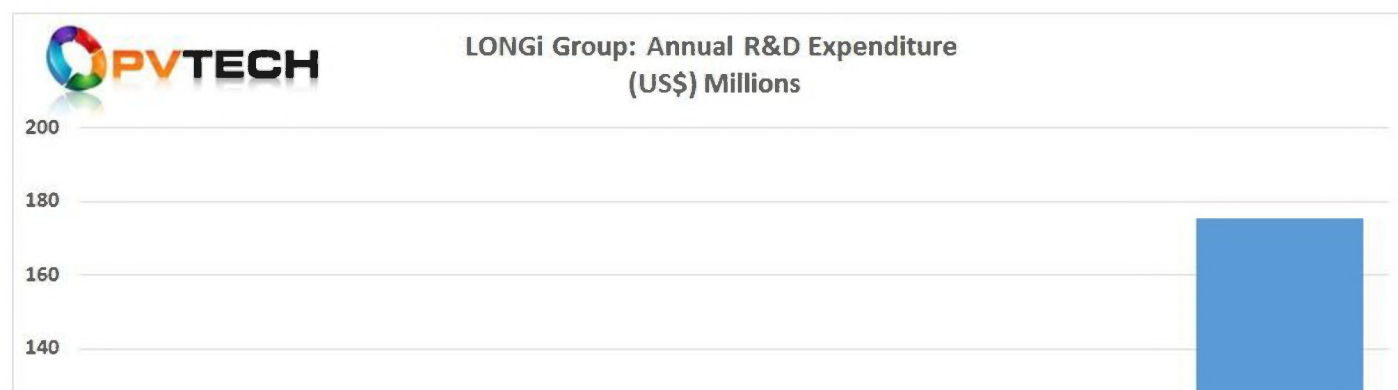 PVTECH
LONGi Group: Annual R&D Expenditure
(US$) Millions
200
180
160
140